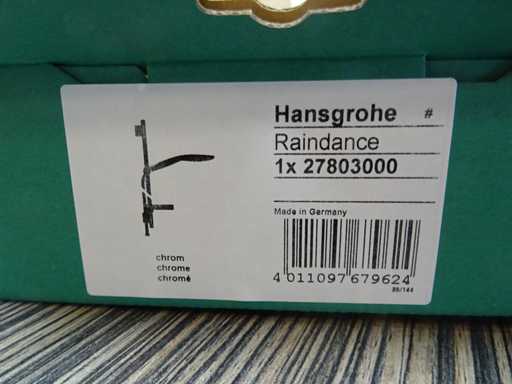 Hansgrohe #
Raindance
1x 27803000
Made in Germany
chrom
chrome
chromé
4 011097 679624